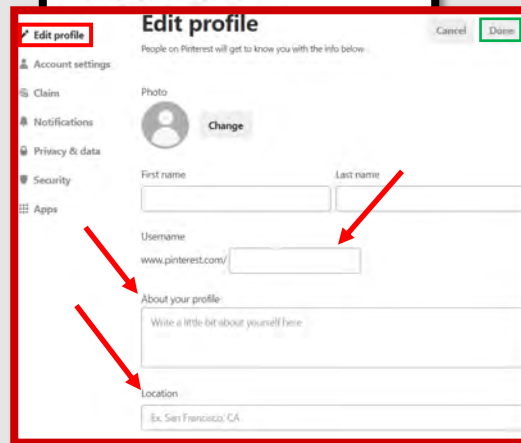 Edit profile
Edit profile
Cancel
Done
People on Pinterest will get to know you with the info below
Account settings
Claim
Photo
Notifications
Change
Privacy & data
Security
First name
Last name
Apps
Username
www.pinterest.com/
About your profile
Write a little bit about yourself here
Location
Ex. San Francisco, CA